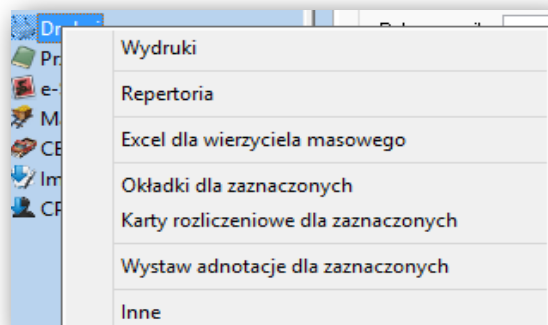 Wydruki
Repertoria
Excel dla wierzyciela masowego
Okładki dla zaznaczonych
Karty rozliczeniowe dla zaznaczonych
Wystaw adnotacje dla zaznaczonych
Inne